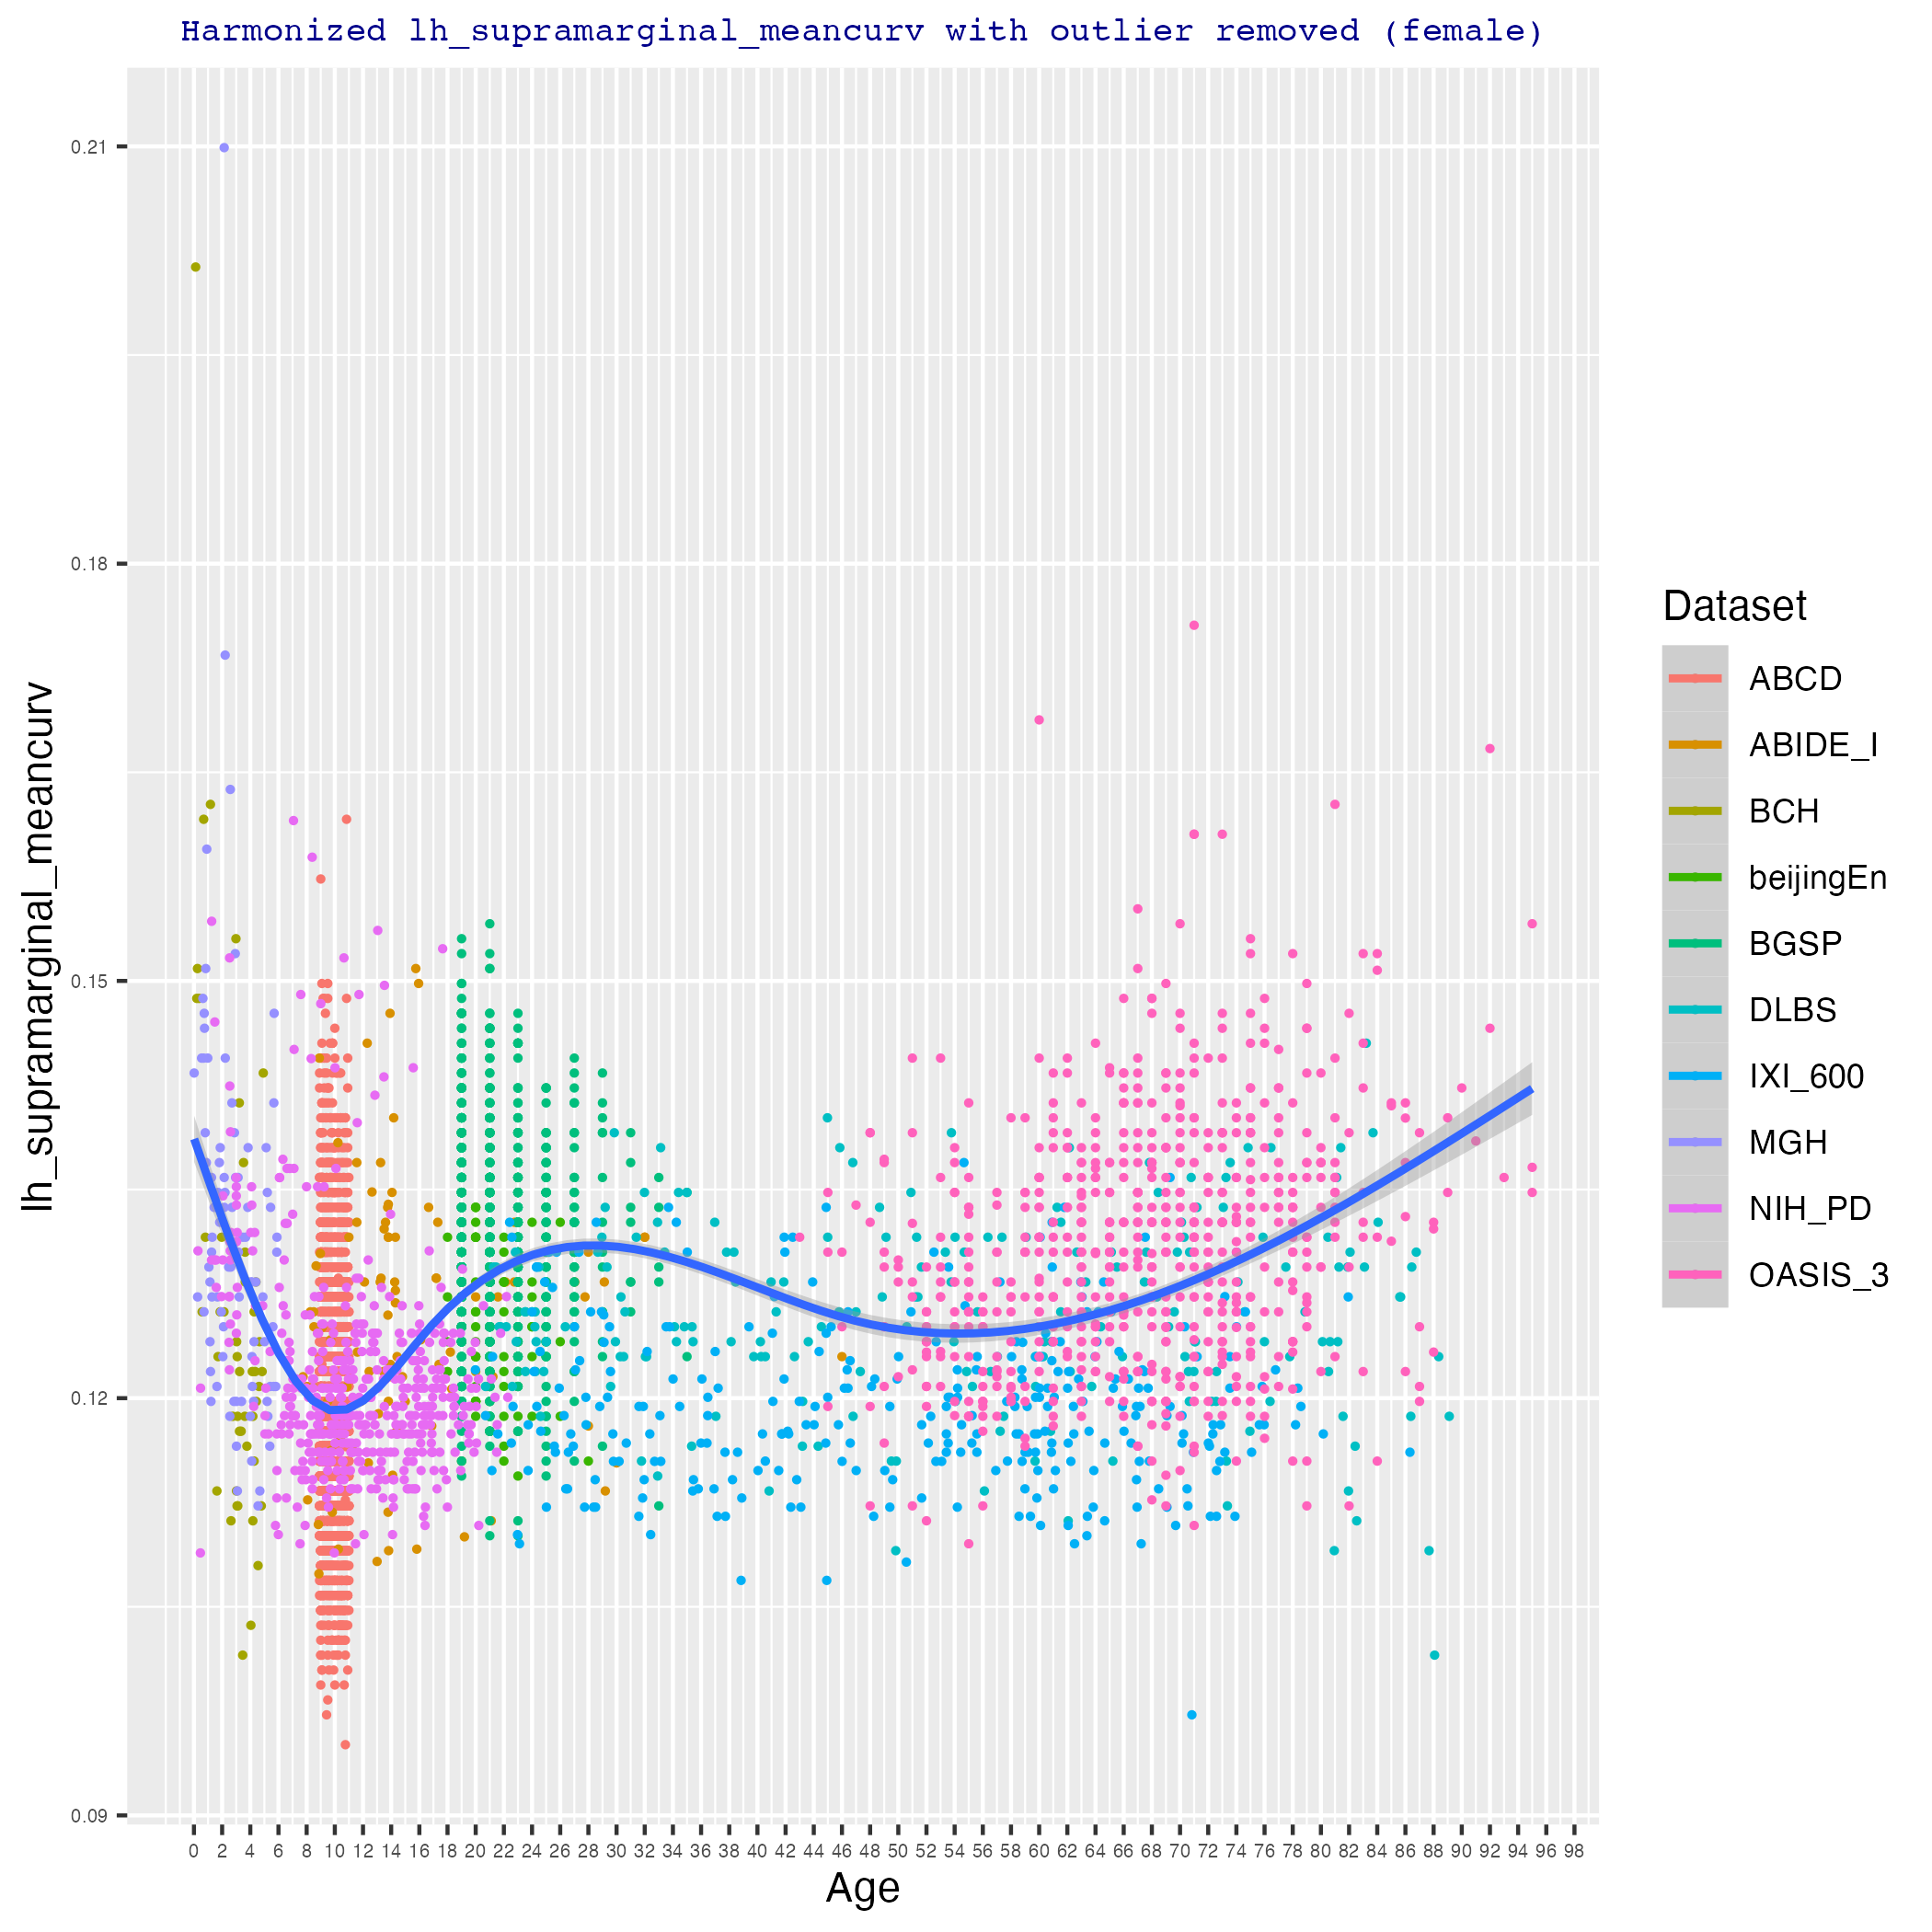 Harmonized lh_supramarginal_meancurv with outlier removed (female)
lh_supramarginal_meancurv
0.21
0.18
0.15
0.12
0.09
0 2 4 6 8 10 12 14 16 18 20 22 24 26 28 30 32 34 36 38 40 42 44 46 48 50 52 54 56 58 60 62 64 66 68 70 72 74 76 78 80 82 84 86 88 90 92 94 96 98
Age
Dataset
ABCD
ABIDE_I
BCH
beijingEn
BGSP
DLBS
IXI_600
MGH
NIH_PD
OASIS_3